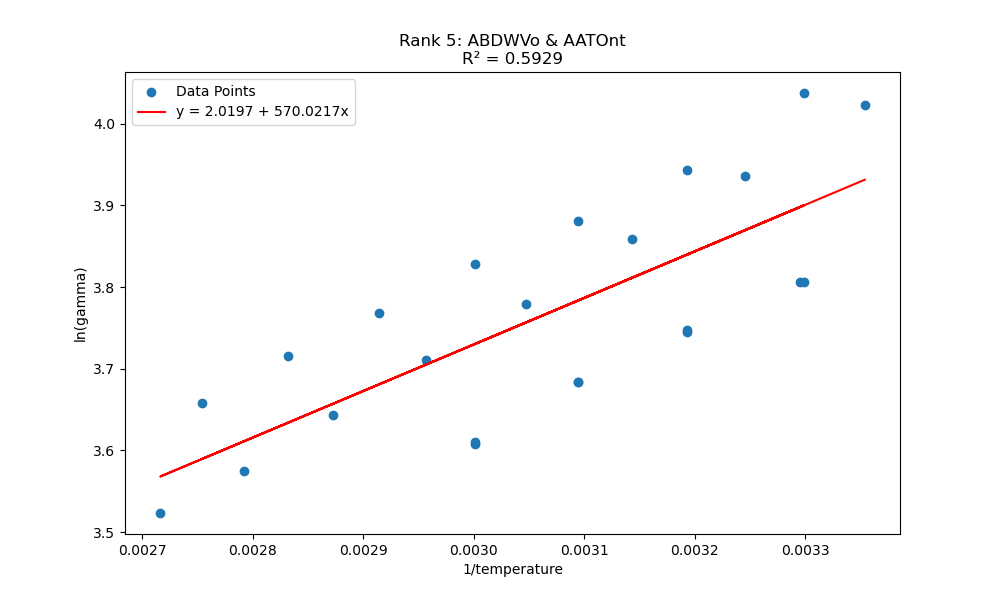 Rank 5: ABDWVo & AATOnt
R² = 0.5929
Data Points
y = 2.0197 + 570.0217x
ln(gamma)
4.0
3.9
3.8
3.7
3.6
3.5
0.0027 0.0028 0.0029 0.0030 0.0031 0.0032 0.0033
1/temperature